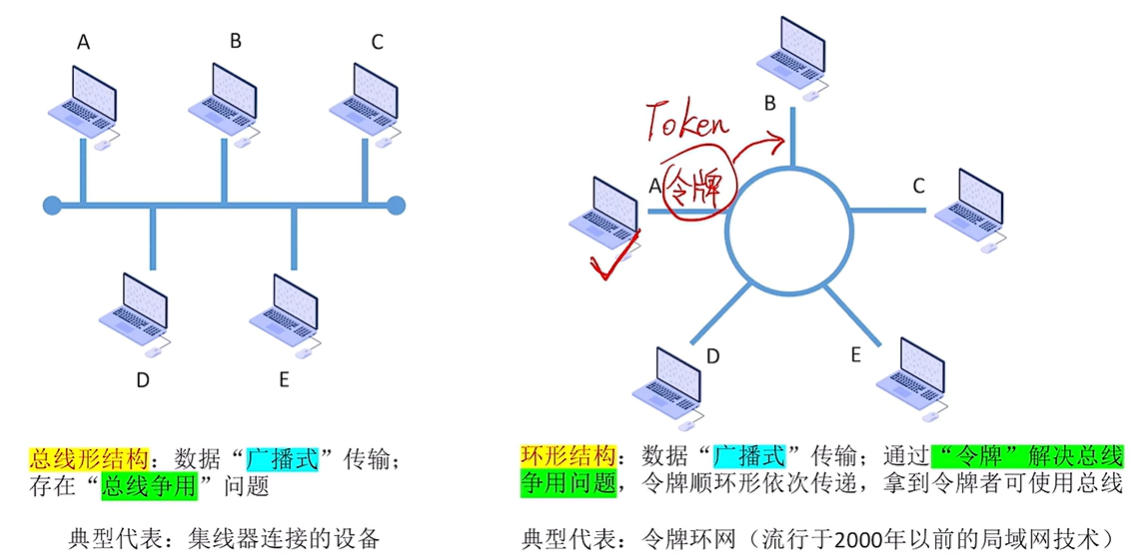 A
B
C
D
E
总线形结构：数据“广播式”传输；
存在“总线争用”问题
典型代表：集线器连接的设备
Token
令牌
B
A
C
D
E
环形结构：数据“广播式”传输；通过“令牌”解决总线
争用问题，令牌顺环形依次传递，拿到令牌者可使用总线
典型代表：令牌环网（流行于2000年以前的局域网技术）